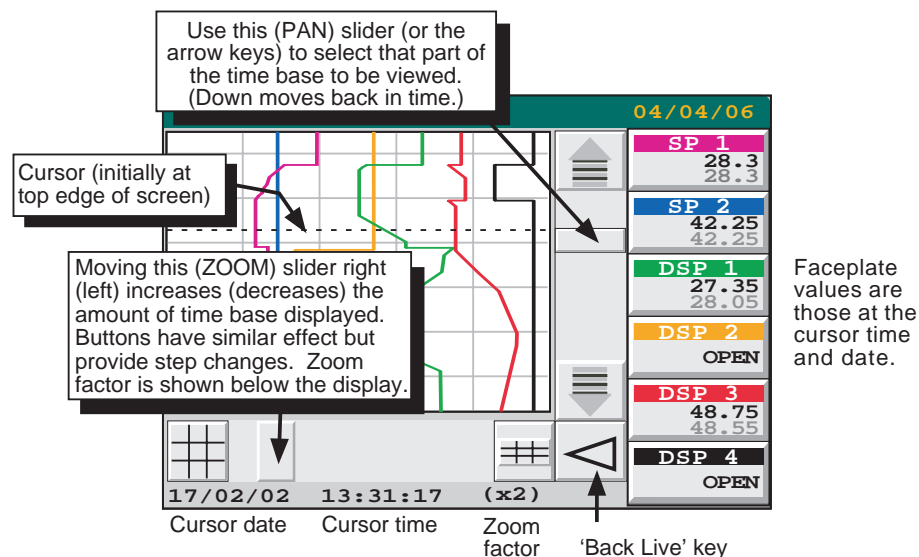 Use this (PAN) slider (or the
arrow keys) to select that part of
the time base to be viewed.
(Down moves back in time.)
04/04/06
Cursor (initially at
top edge of screen)
SP 1
28.3
28.3
SP 2
42.25
42.25
Moving this (ZOOM) slider right
(left) increases (decreases) the
amount of time base displayed.
Buttons have similar effect but
provide step changes. Zoom
factor is shown below the display.
DSP 1
27.35
28.05
DSP 2
OPEN
DSP 3
48.75
48.55
DSP 4
OPEN
Faceplate
values are
those at the
cursor time
and date.
17/02/02 13:31:17 (x2)
Cursor date Cursor time Zoom
factor
'Back Live' key